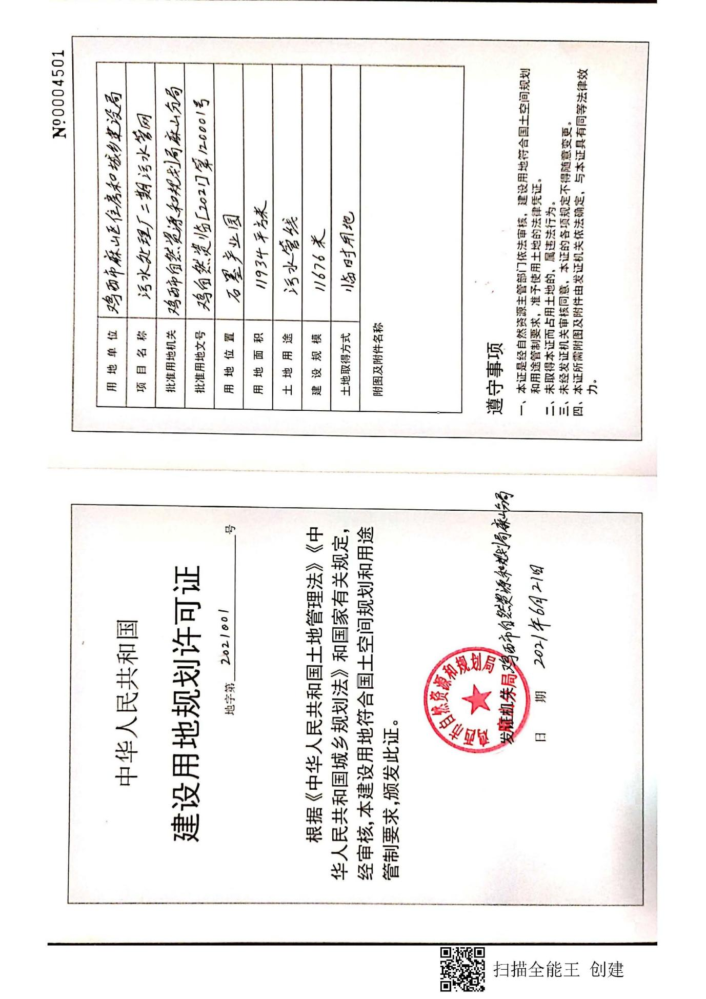 中华人民共和国
建设用地规划许可证
地字第 2021001 号
根据《中华人民共和国土地管理法》《中
华人民共和国城乡规划法》和国家有关规定,
经审核,本建设用地符合国土空间规划和用途
管制要求,颁发此证。
鸡西市自然资源和规划局
麻山分局
发证机关 鸡西市自然资源和规划局麻山分局
日 期 2021年6月21日
№00004501
用地单位 鸡西市麻山区住房和城乡建设局
项目名称 污水处理厂二期污水管网
批准用地机关 鸡西市自然资源和规划局麻山分局
批准用地文号 鸡自然资临[2021]第120001号
用地位置 石墨产业园
用地面积 11934平方米
土地用途 污水管线
建设规模 11676米
土地取得方式 临时用地
附图及附件名称
遵守事项
一、本证是经自然资源主管部门依法审核,建设用地符合国土空间规划
和用途管制要求,准予使用土地的法律凭证。
二、未取得本证而占用土地的,属违法行为。
三、未经发证机关审核同意,本证的各项规定不得随意变更。
四、本证所需附图及附件由发证机关依法确定,与本证具有同等法律效
力。
扫描全能王 创建